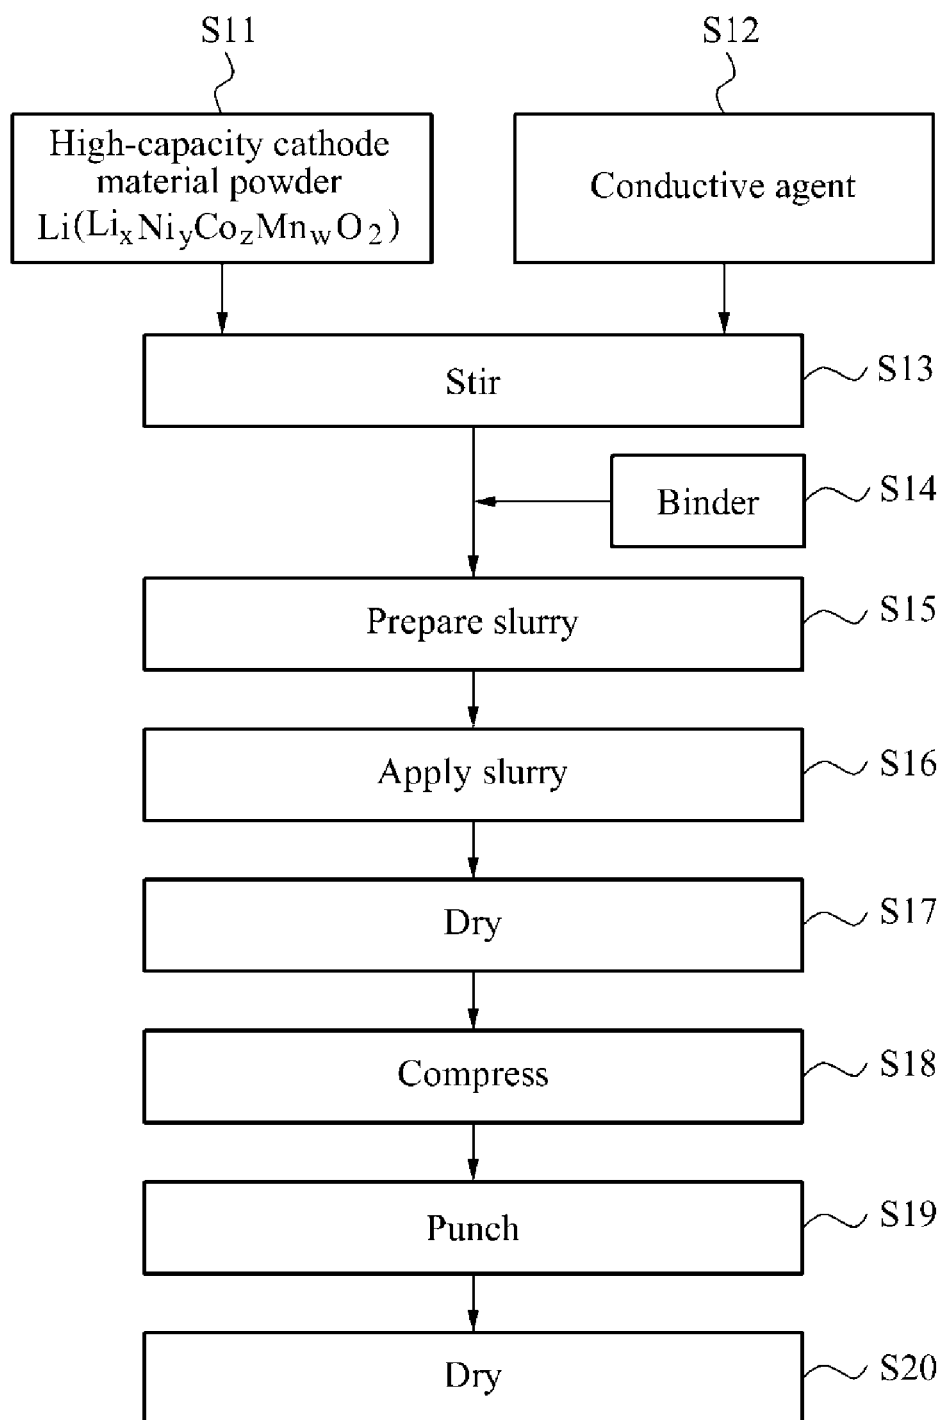 S11
S12
High-capacity cathode
material powder
Li(LiₓNiyCozMnwO₂)
Conductive agent
Stir
S13
Binder
S14
Prepare slurry
S15
Apply slurry
S16
Dry
S17
Compress
S18
Punch
S19
Dry
S20